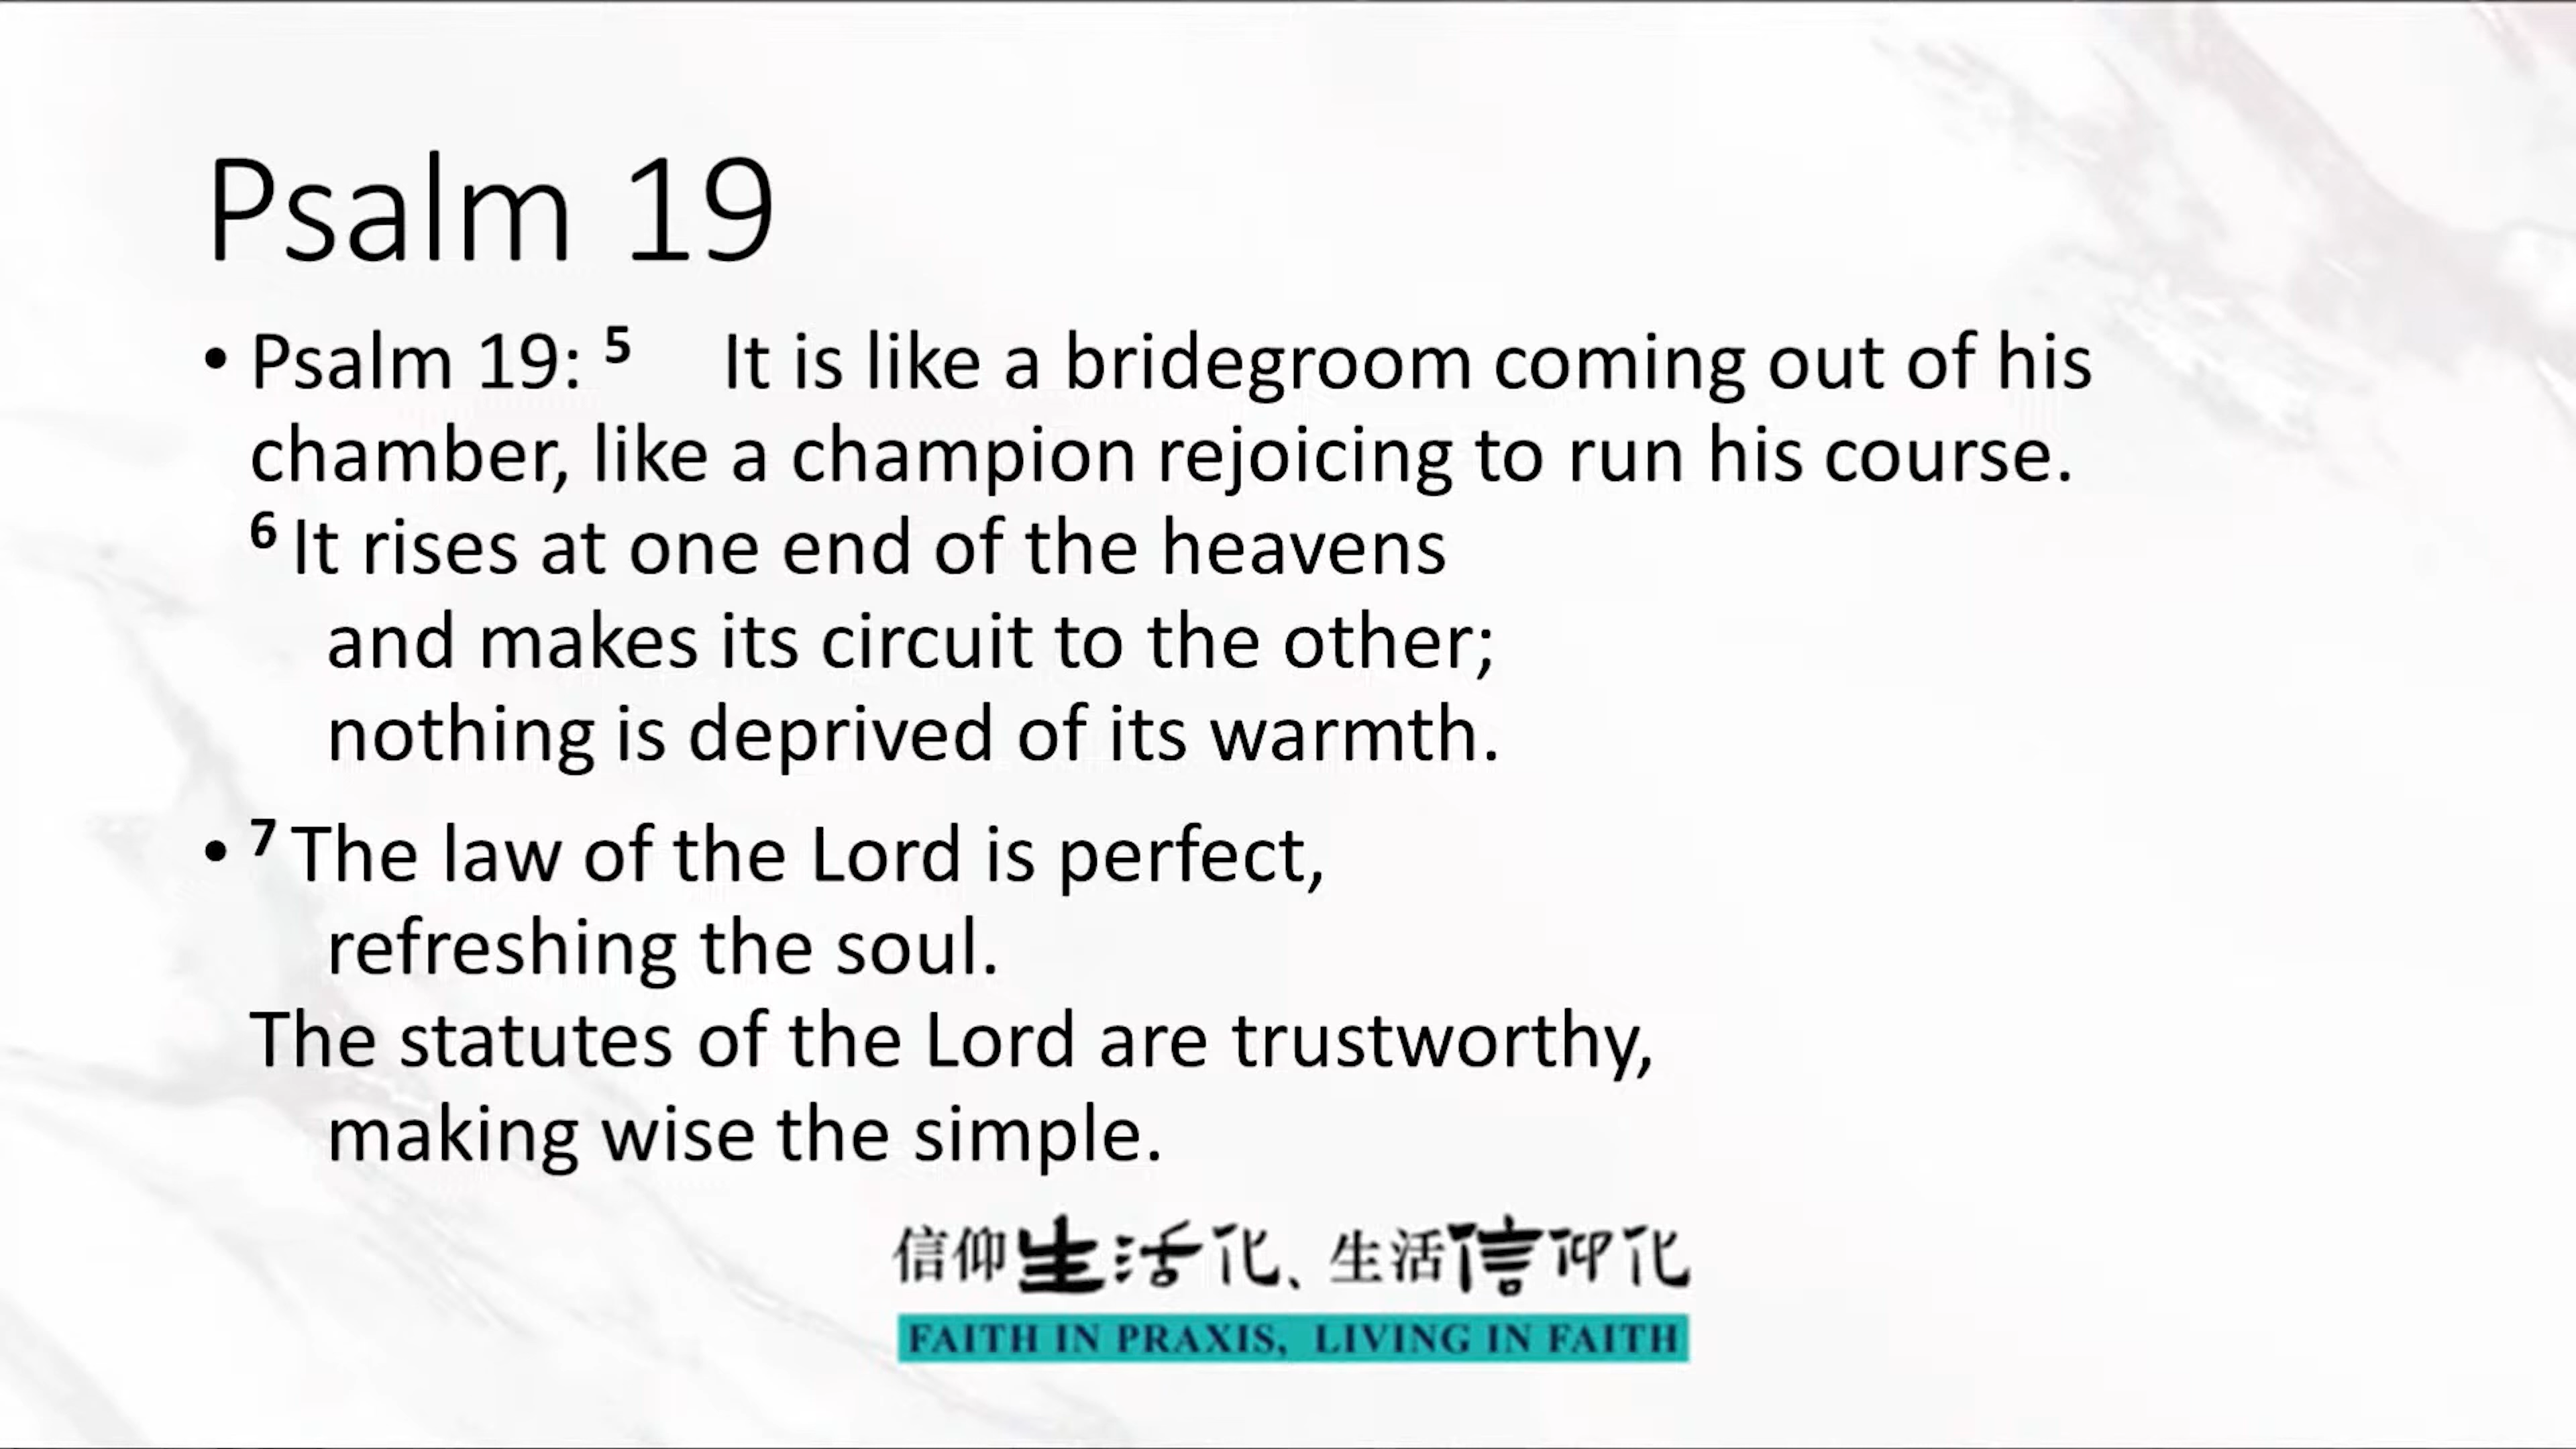 Psalm 19
• Psalm 19: ⁵ It is like a bridegroom coming out of his
chamber, like a champion rejoicing to run his course.
⁶ It rises at one end of the heavens
and makes its circuit to the other;
nothing is deprived of its warmth.
• ⁷ The law of the Lord is perfect,
refreshing the soul.
The statutes of the Lord are trustworthy,
making wise the simple.
信仰生活化、生活信仰化
FAITH IN PRAXIS, LIVING IN FAITH